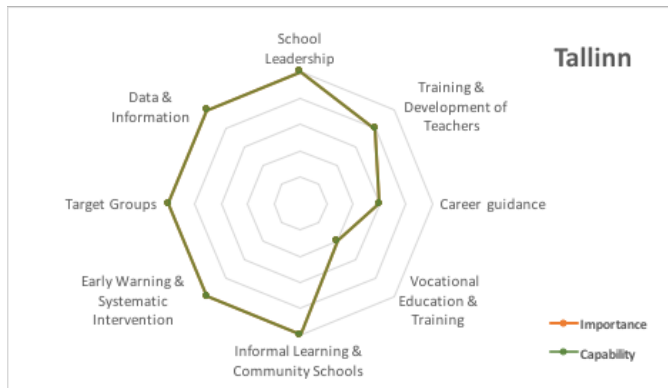 Tallinn
School
Leadership
Training &
Development of
Teachers
Career guidance
Vocational
Education &
Training
Informal Learning &
Community Schools
Early Warning &
Systematic
Intervention
Target Groups
Data &
Information
Importance
Capability